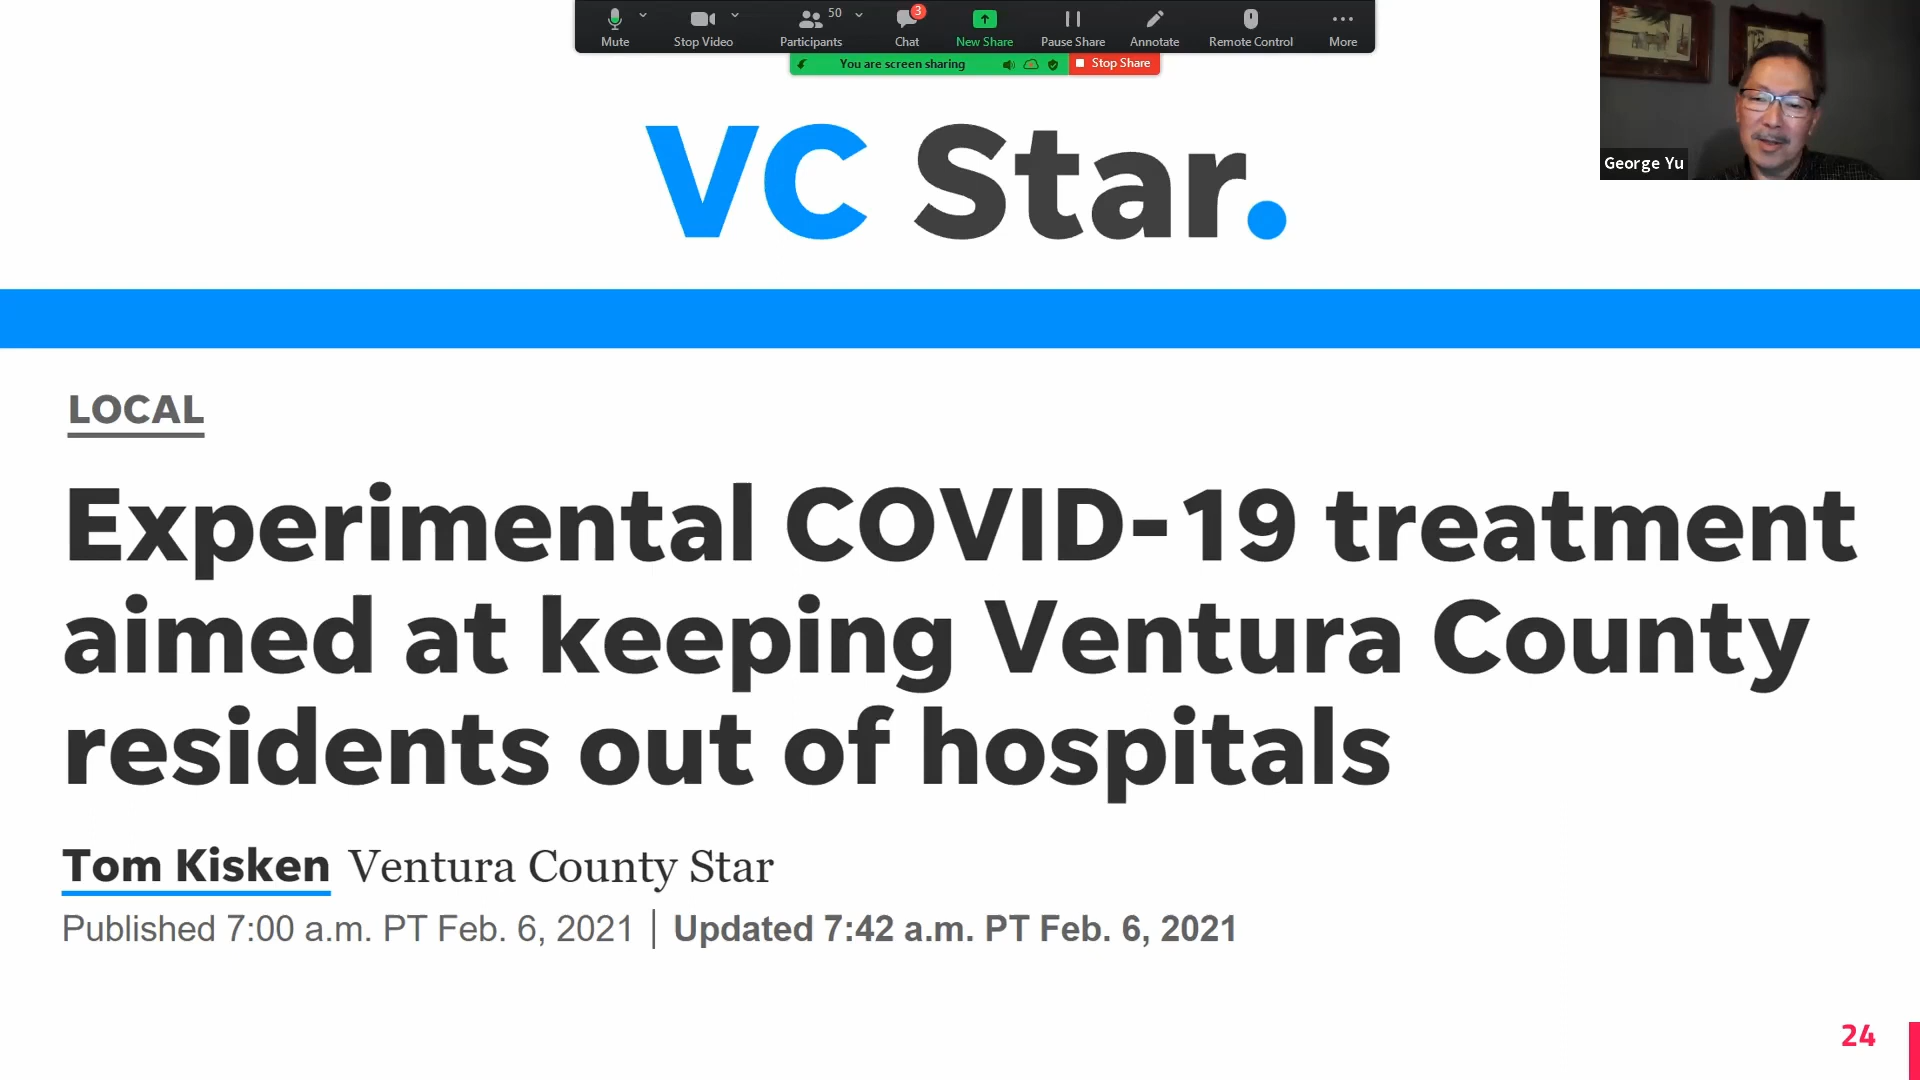 50
3
Mute
Stop Video
Participants
Chat
New Share
Pause Share
Annotate
Remote Control
More
You are screen sharing
Stop Share
George Yu
VC Star.
LOCAL
Experimental COVID-19 treatment
aimed at keeping Ventura County
residents out of hospitals
Tom Kisken Ventura County Star
Published 7:00 a.m. PT Feb. 6, 2021 | Updated 7:42 a.m. PT Feb. 6, 2021
24